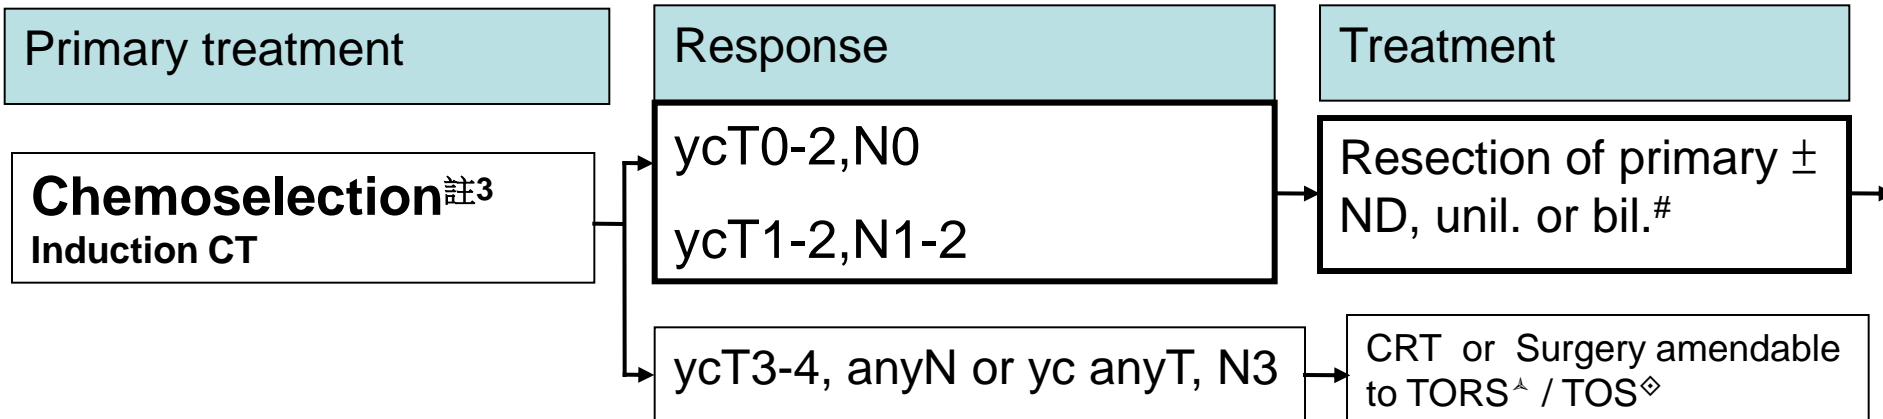 Primary treatment
Response
Treatment
Chemoselection註3
Induction CT
ycT0-2,N0
ycT1-2,N1-2
Resection of primary ±
ND, unil. or bil.#
ycT3-4, anyN or yc anyT, N3
CRT or Surgery amendable
to TORS⅄ / TOS⟐